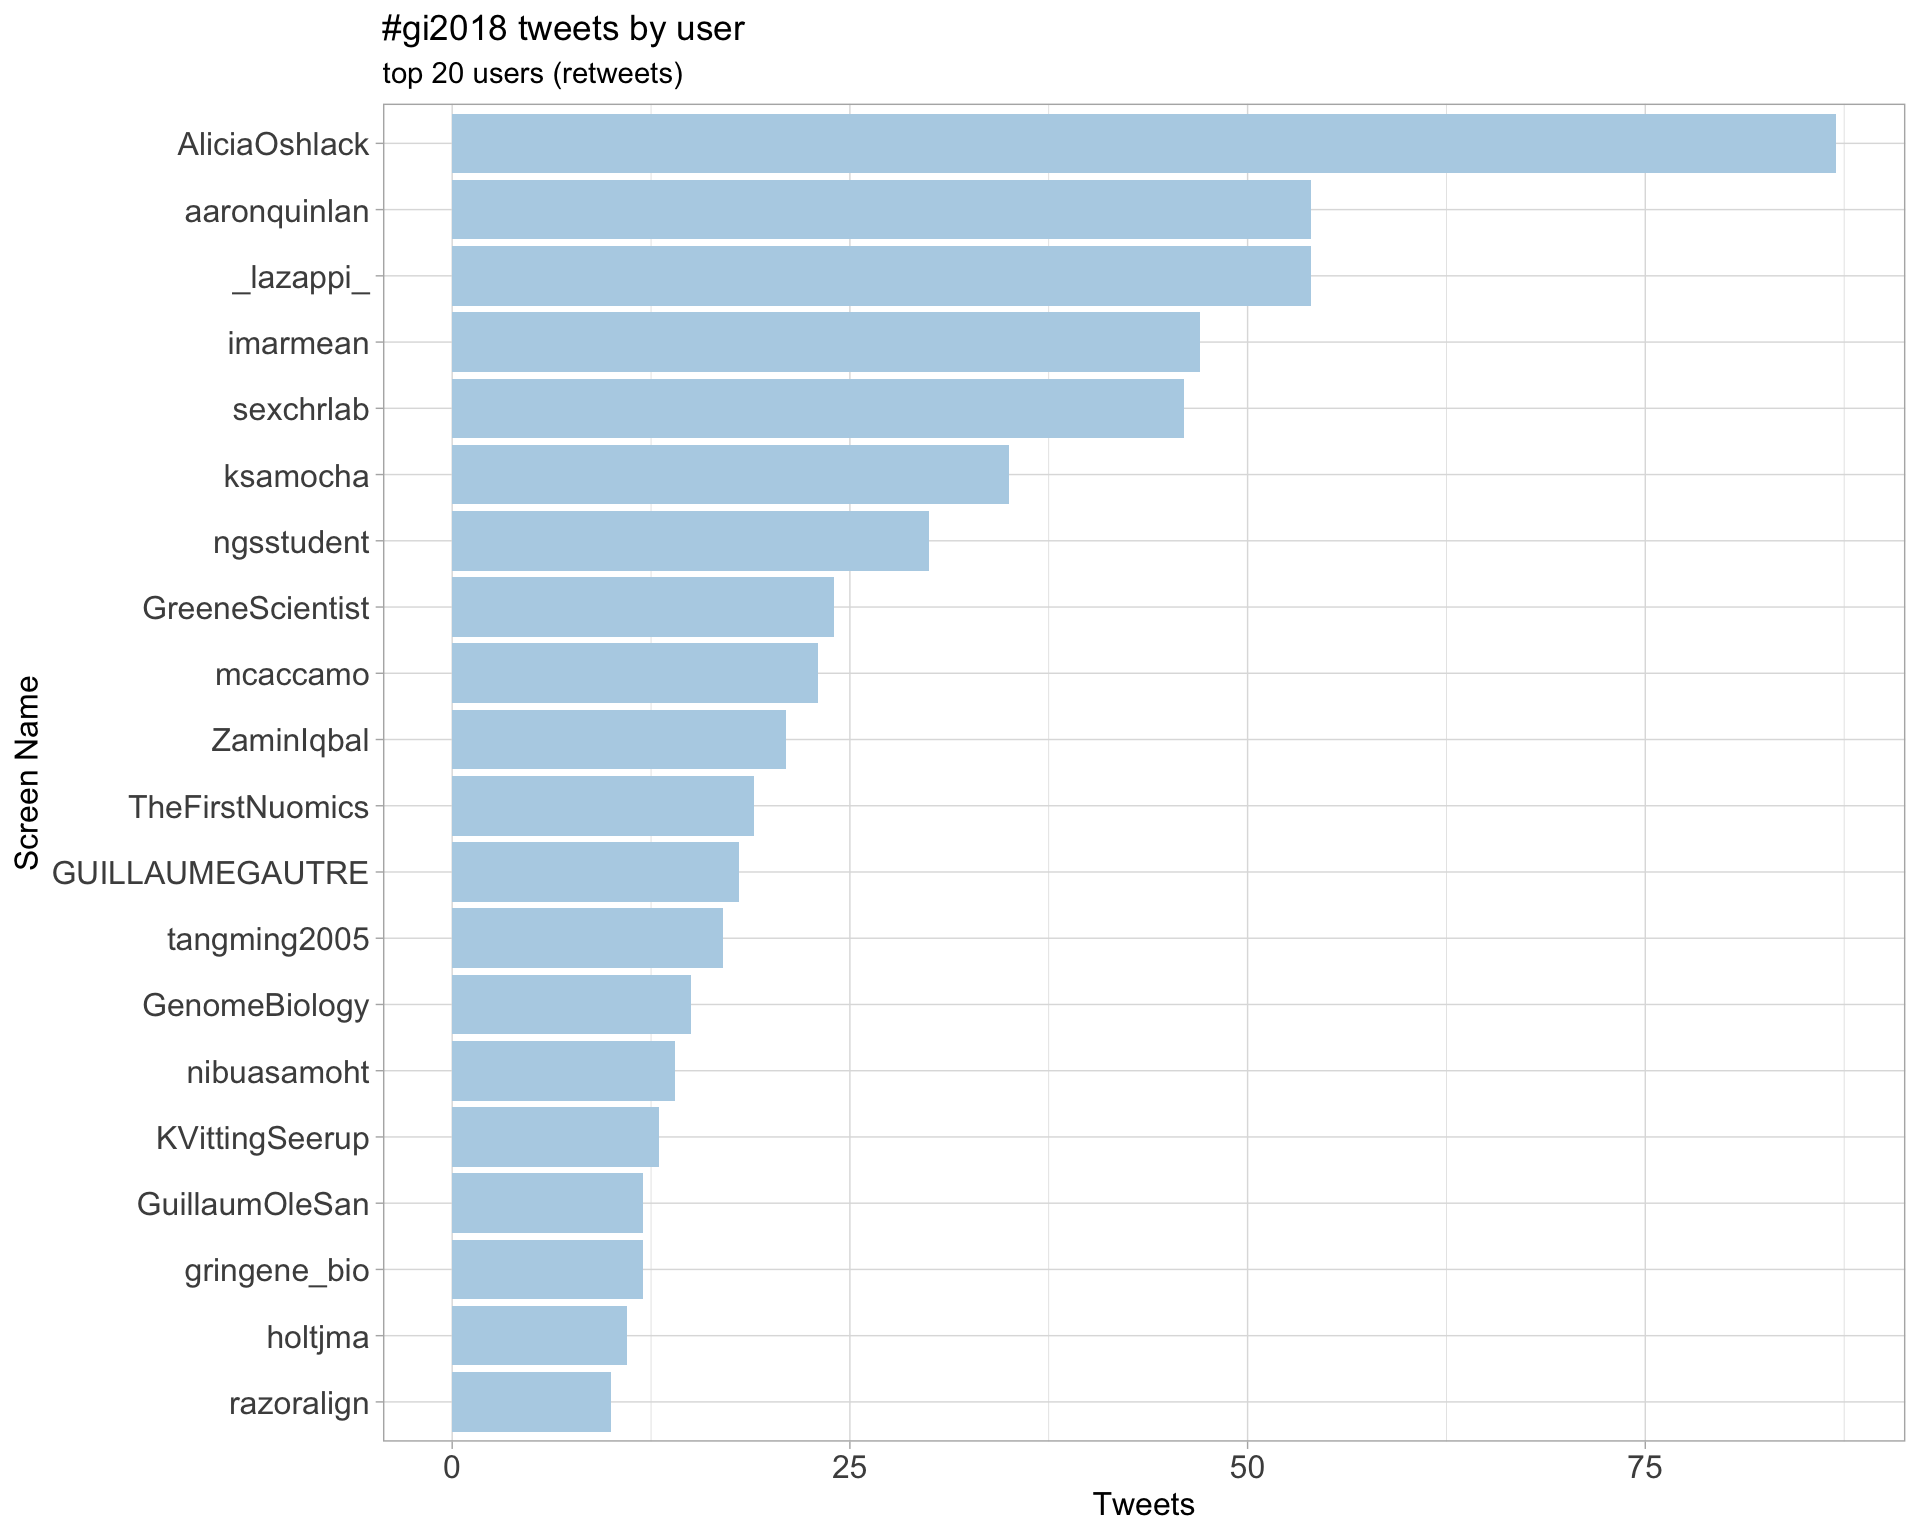 #gi2018 tweets by user
top 20 users (retweets)
AliciaOshlack
aaronquinlan
_lazappi_
imarmean
sexchrlab
ksamocha
ngsstudent
GreeneScientist
mcaccamo
ZaminIqbal
TheFirstNuomics
GUILLAUMEGAUTRE
tangming2005
GenomeBiology
nibuasamoht
KVittingSeerup
GuillaumOleSan
gringene_bio
holtjma
razoralign
Screen Name
0 25 50 75
Tweets